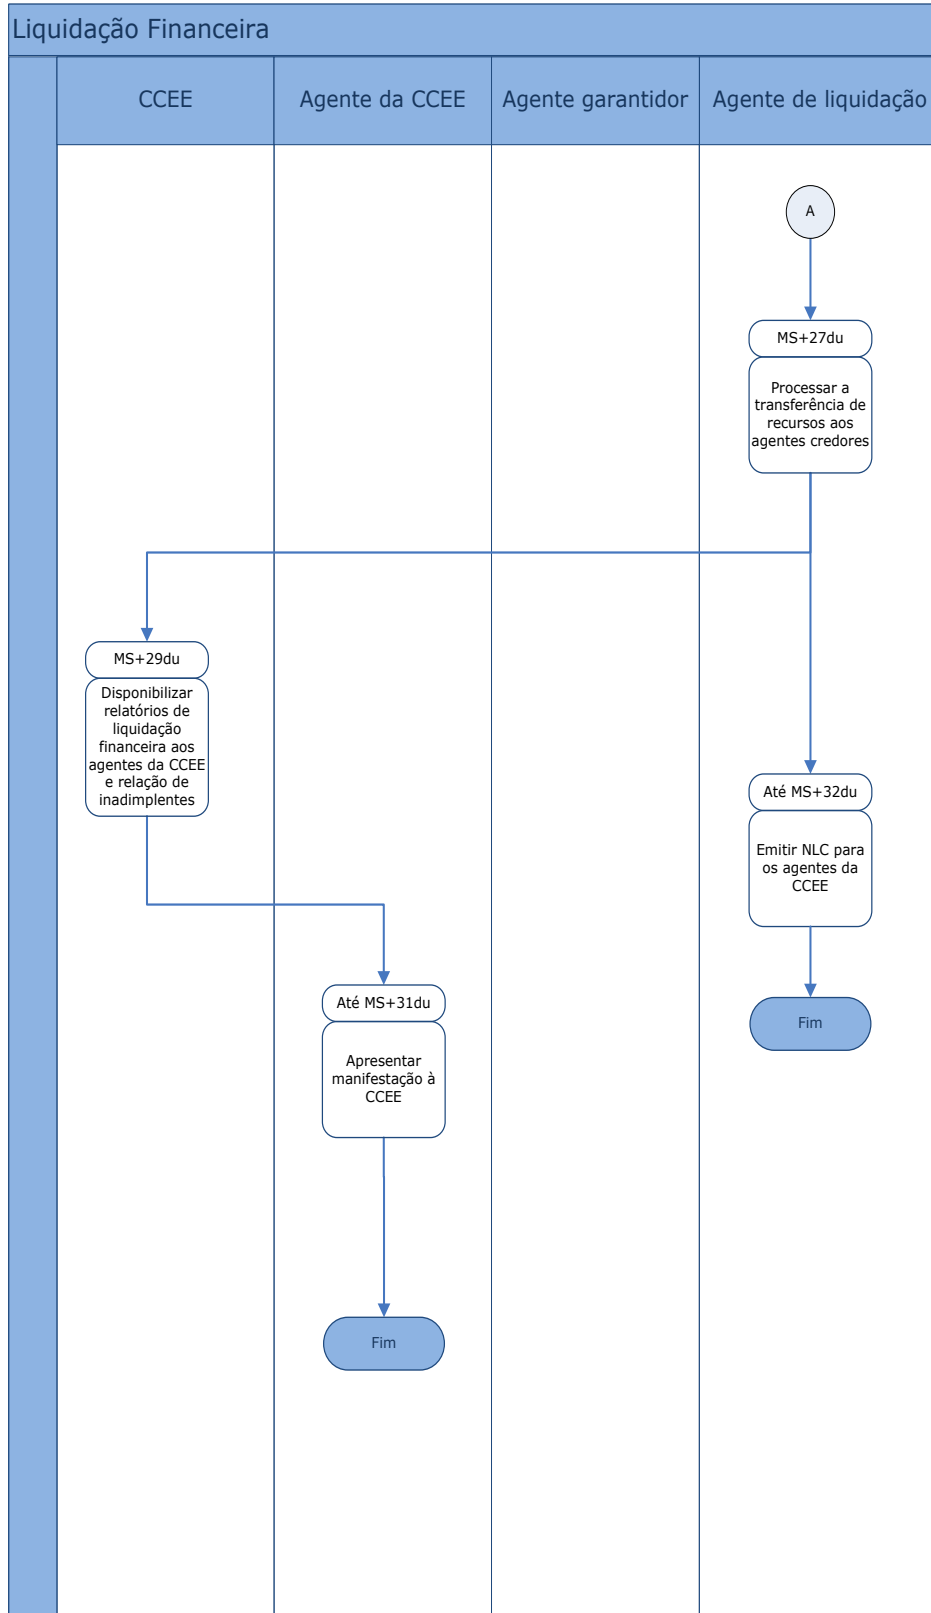 Liquidação Financeira
CCEE
Agente da CCEE
Agente garantidor
Agente de liquidação
A
MS+27du
Processar a
transferência de
recursos aos
agentes credores
MS+29du
Disponibilizar
relatórios de
liquidação
financeira aos
agentes da CCEE
e relação de
inadimplentes
Até MS+32du
Emitir NLC para
os agentes da
CCEE
Até MS+31du
Apresentar
manifestação à
CCEE
Fim
Fim